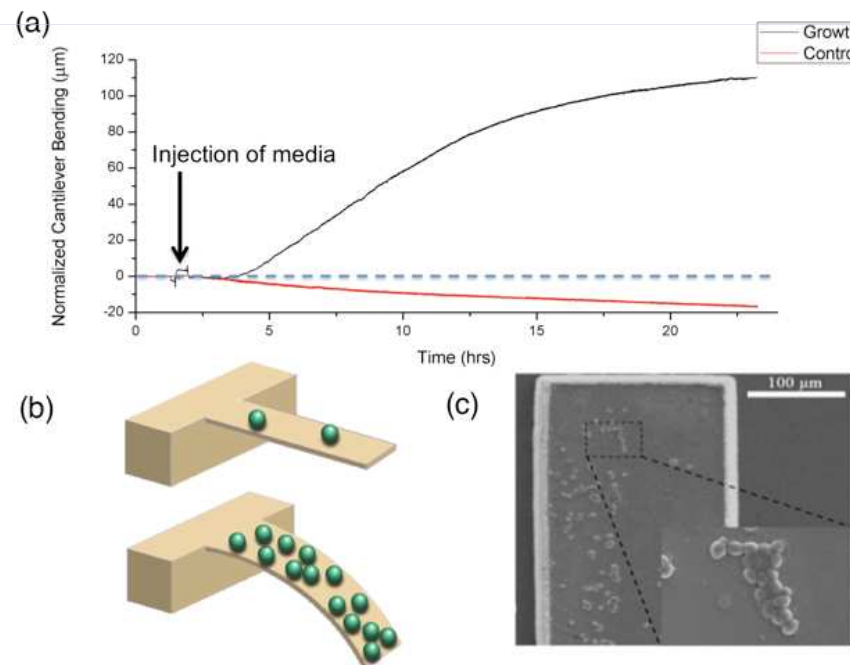 (a)
Growt
Contro
120
100
80
60
40
20
0
-20
Normalized Cantilever Bending (μm)
Injection of media
0
5
10
15
20
Time (hrs)
(b)
(c)
100 μm